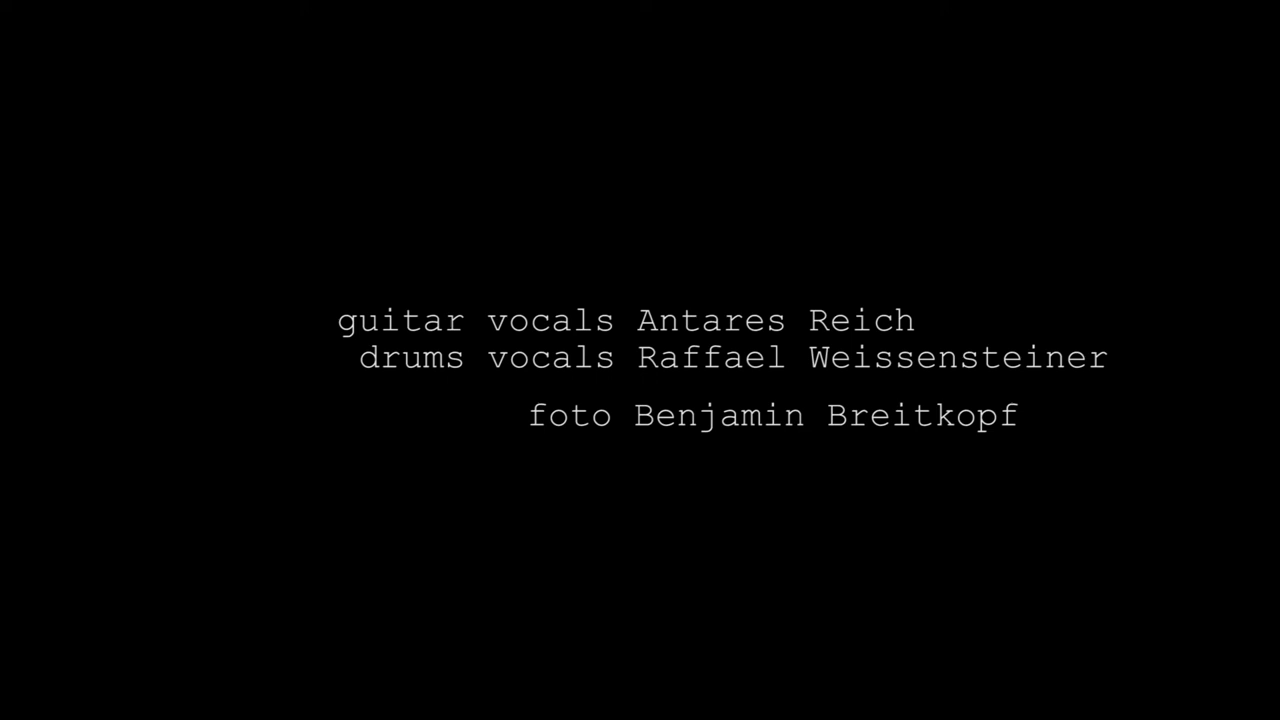 guitar vocals Antares Reich
drums vocals Raffael Weissensteiner
foto Benjamin Breitkopf